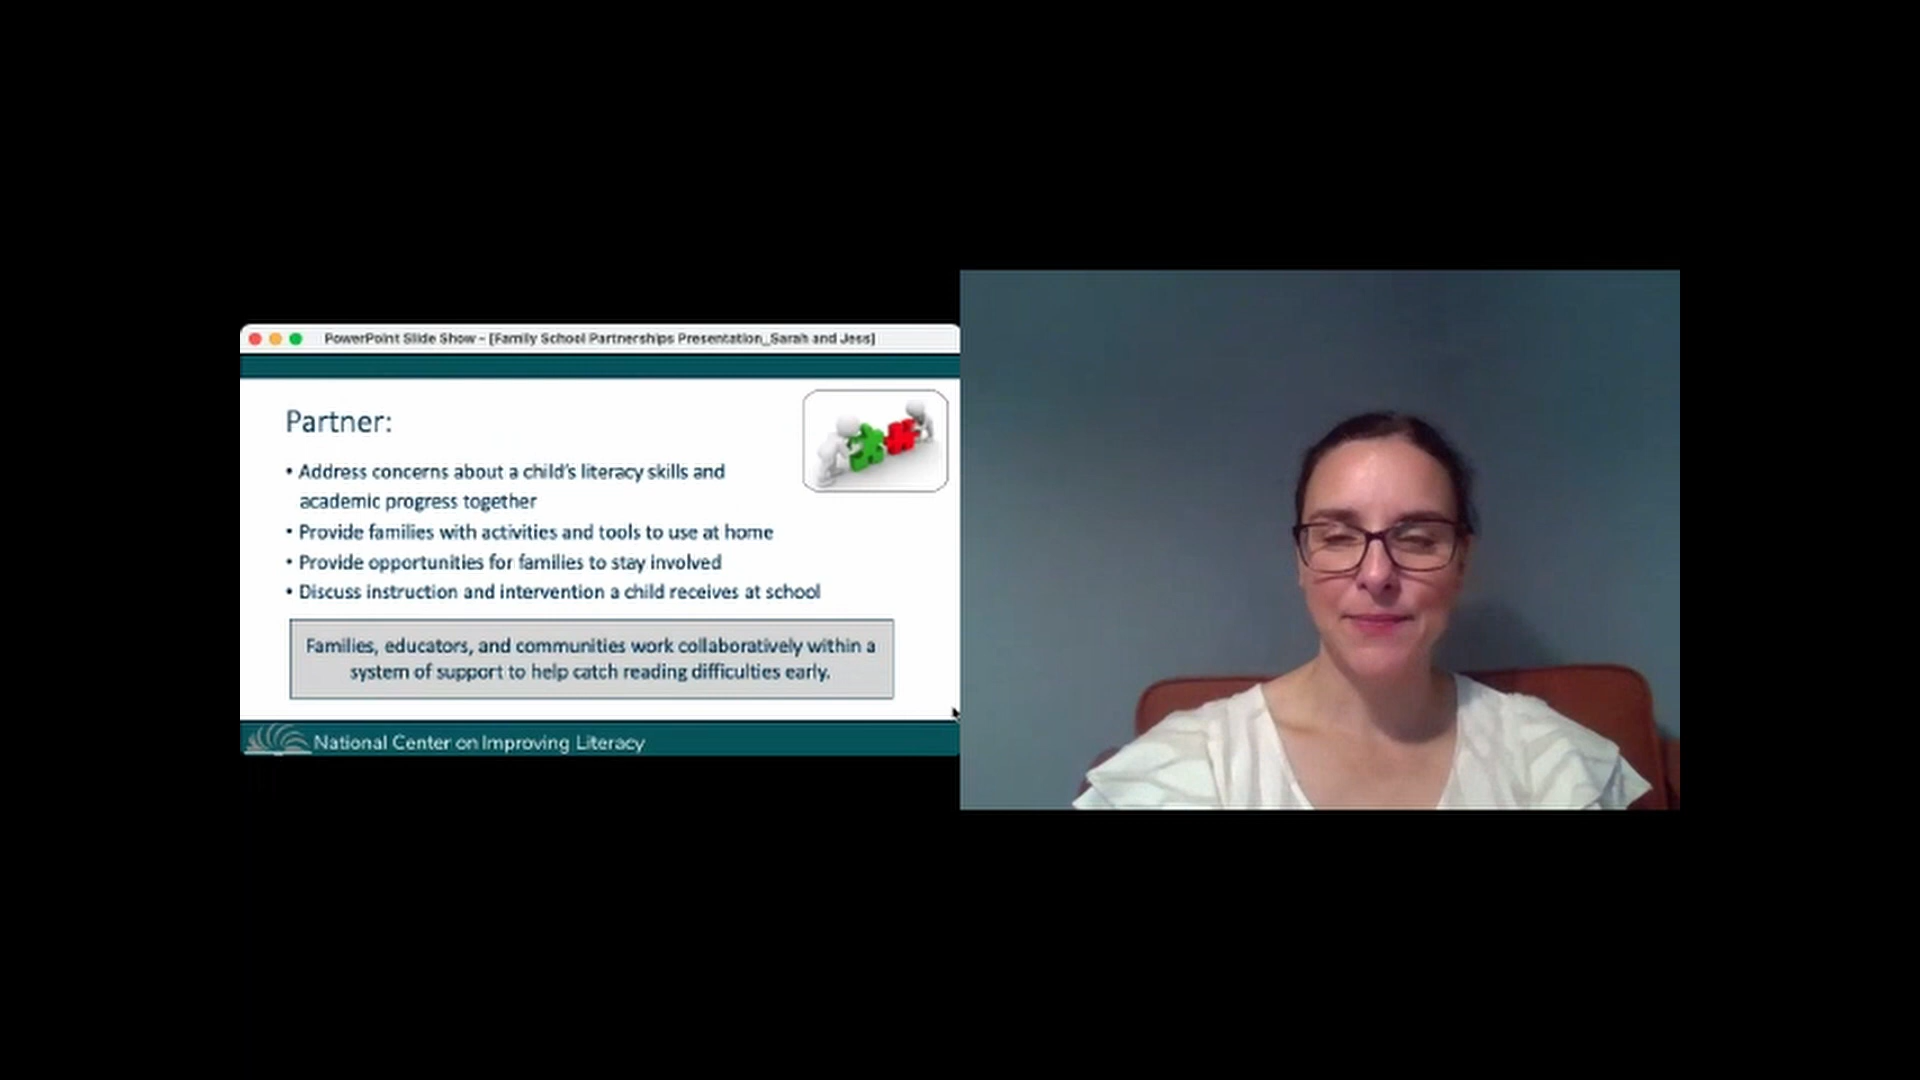 PowerPoint Slide Show - [Family School Partnerships Presentation_Sarah and Jess]
Partner:
• Address concerns about a child's literacy skills and
academic progress together
• Provide families with activities and tools to use at home
• Provide opportunities for families to stay involved
• Discuss instruction and intervention a child receives at school
Families, educators, and communities work collaboratively within a
system of support to help catch reading difficulties early.
National Center on Improving Literacy